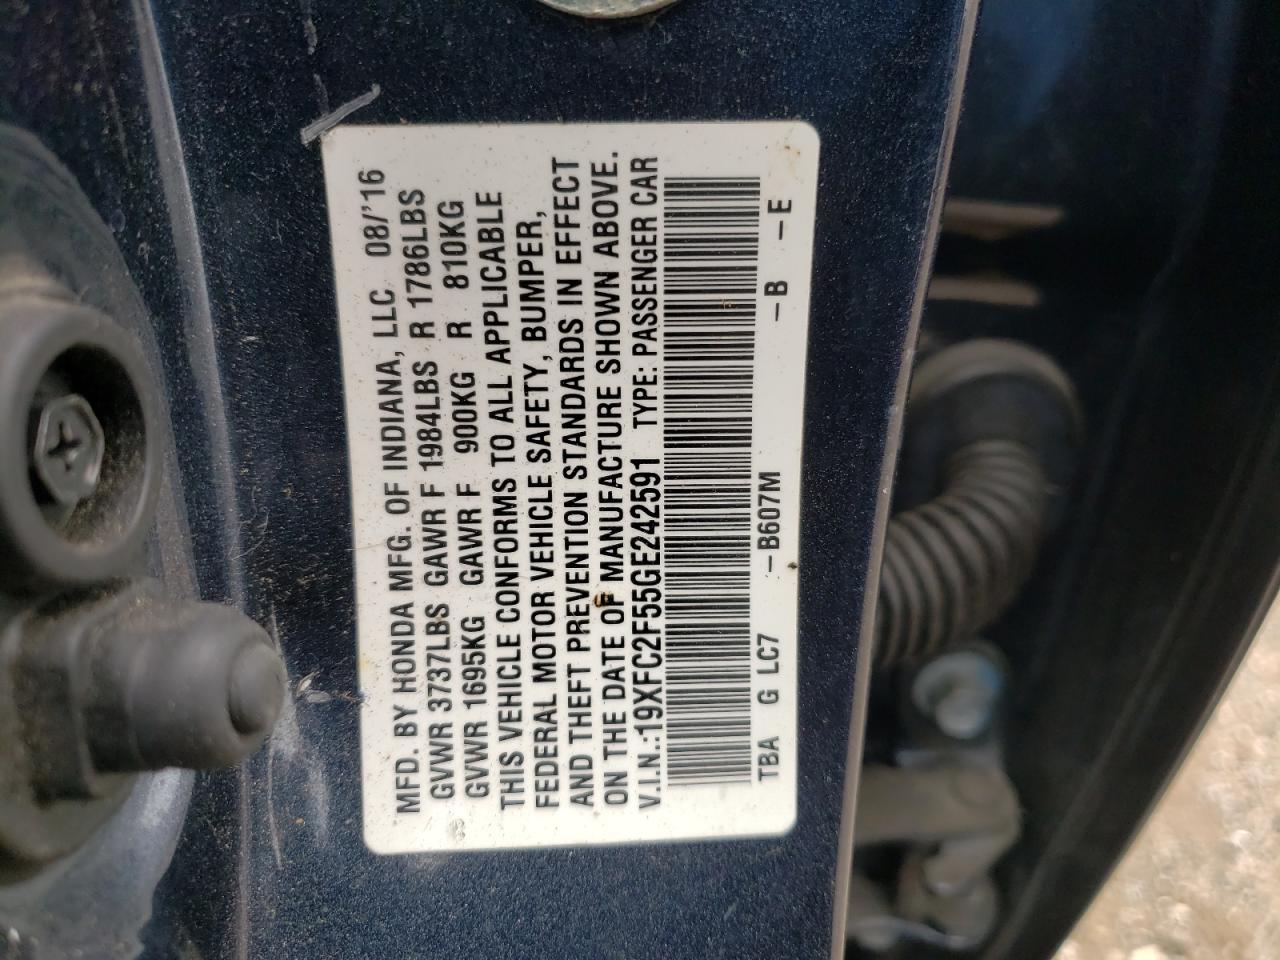 MFD. BY HONDA MFG. OF INDIANA, LLC 08/'16
GVWR 3737LBS GAWR F 1984LBS R 1786LBS
GVWR 1695KG GAWR F 900KG R 810KG
THIS VEHICLE CONFORMS TO ALL APPLICABLE
FEDERAL MOTOR VEHICLE SAFETY, BUMPER,
AND THEFT PREVENTION STANDARDS IN EFFECT
ON THE DATE OF MANUFACTURE SHOWN ABOVE.
V.I.N.:19XFC2F55GE242591 TYPE: PASSENGER CAR
TBA G LC7 -B607M -B -E